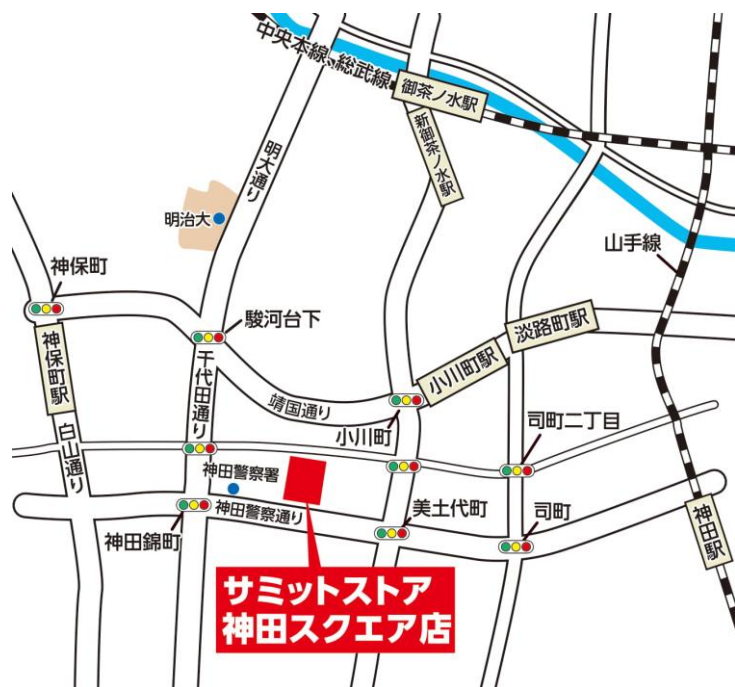 中央本線、総武線
御茶ノ水駅
新御茶ノ水駅
明大通り
明治大
山手線
神保町
駿河台下
淡路町駅
神保町駅
千代田通り
小川町駅
靖国通り
小川町
司町二丁目
白山通り
神田警察署
神田警察通り
美土代町
司町
神田錦町
神田駅
サミットストア
神田スクエア店